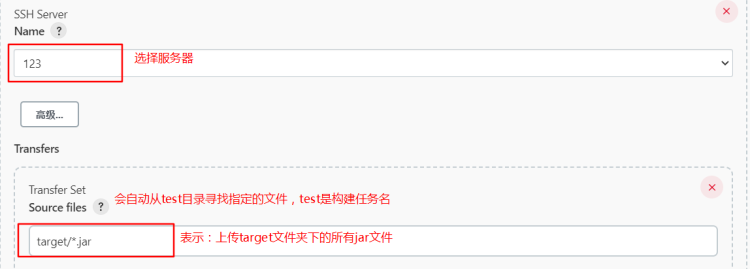 SSH Server
Name ?
123
选择服务器
高级...
Transfers
Transfer Set
Source files ?
会自动从test目录寻找指定的文件，test是构建任务名
target/*.jar
表示：上传target文件夹下的所有jar文件